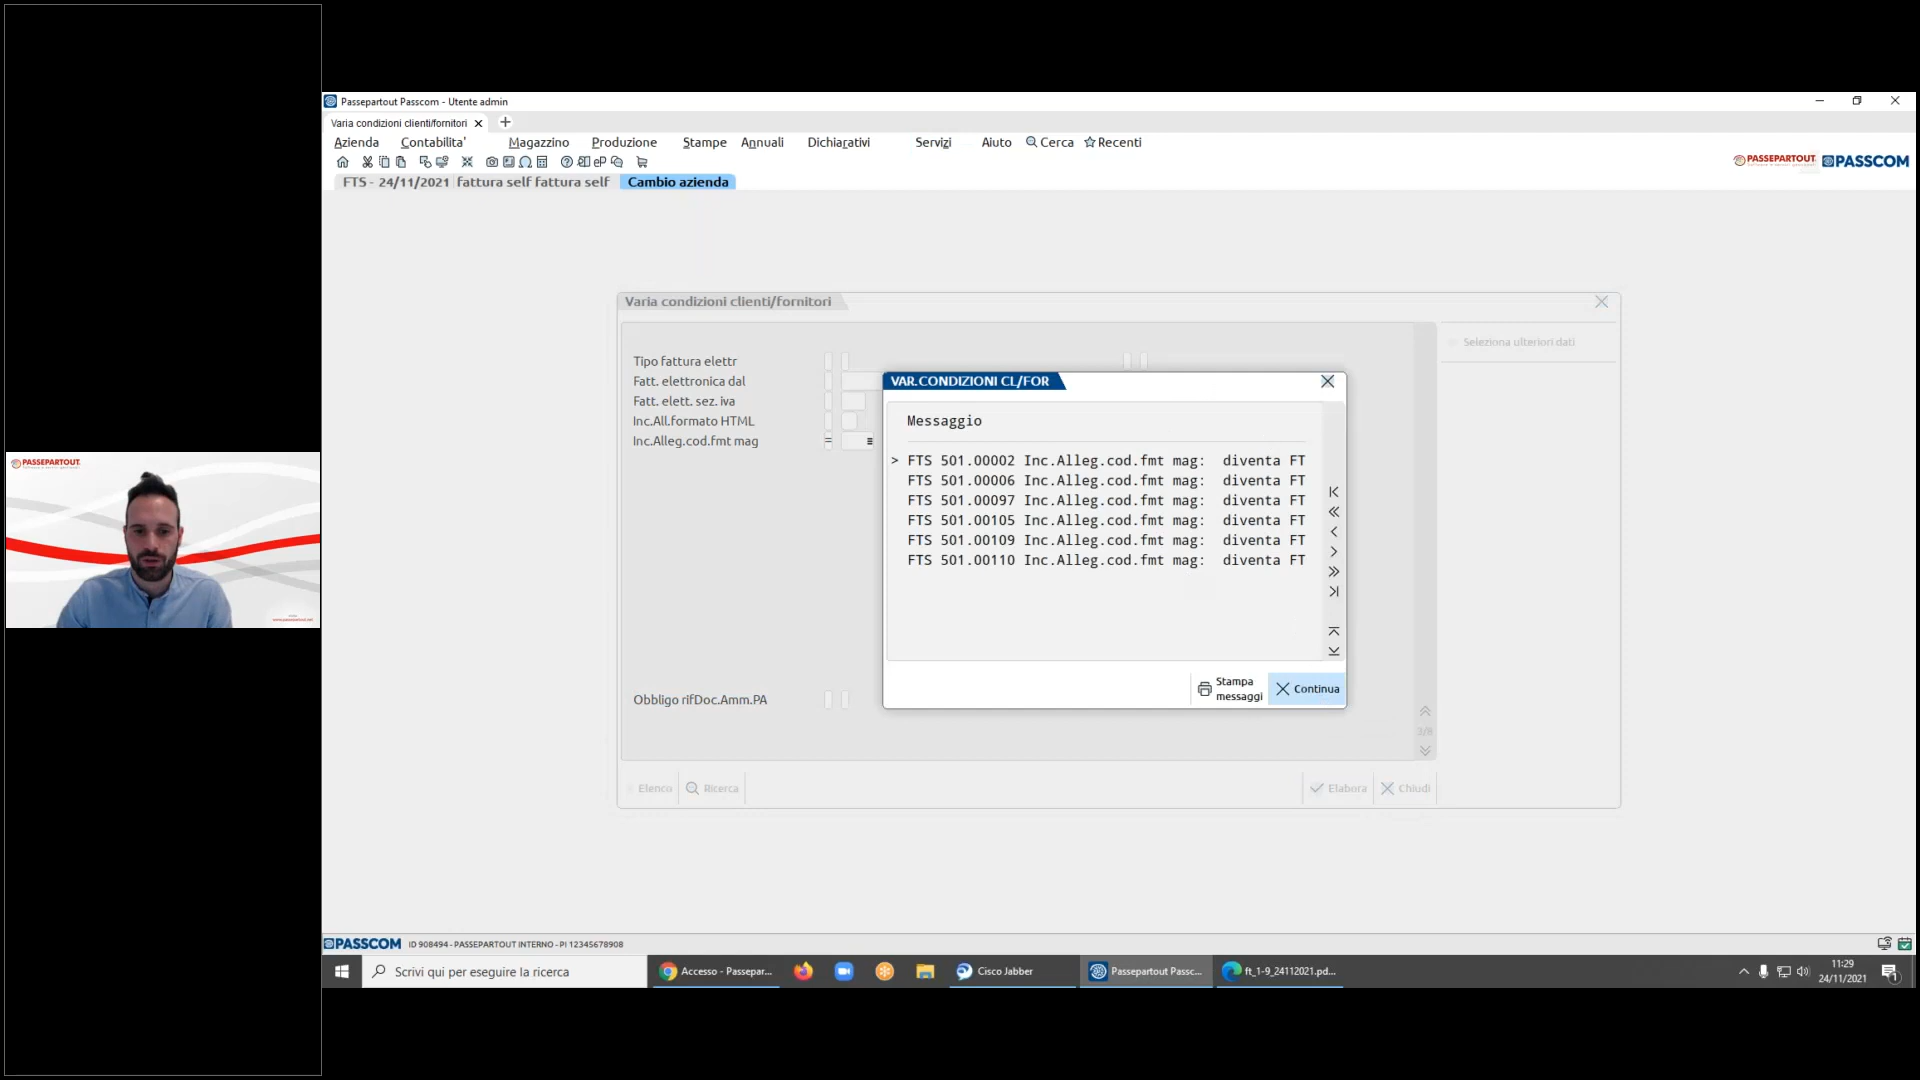 PASSEPARTOUT
Passepartout Passcom - Utente admin
Varia condizioni clienti/fornitori
Azienda Contabilita' Magazzino Produzione Stampe Annuali Dichiarativi Servizi Aiuto Cerca Recenti
PASSEPARTOUT PASSCOM
FTS - 24/11/2021 fattura self fattura self Cambio azienda
Varia condizioni clienti/fornitori
Seleziona ulteriori dati
Tipo fattura elettr
Fatt. elettronica dal
Fatt. elett. sez. iva
Inc.All.formato HTML
Inc.Alleg.cod.fmt mag =
VAR.CONDIZIONI CL/FOR
Messaggio
> FTS 501.00002 Inc.Alleg.cod.fmt mag: diventa FT
FTS 501.00006 Inc.Alleg.cod.fmt mag: diventa FT
FTS 501.00097 Inc.Alleg.cod.fmt mag: diventa FT
FTS 501.00105 Inc.Alleg.cod.fmt mag: diventa FT
FTS 501.00109 Inc.Alleg.cod.fmt mag: diventa FT
FTS 501.00110 Inc.Alleg.cod.fmt mag: diventa FT
Stampa
messaggi
Continua
Obbligo rifDoc.Amm.PA
3/8
Elenco Ricerca Elabora Chiudi
PASSCOM ID 908494 - PASSEPARTOUT INTERNO - PI 12345678908
Scrivi qui per eseguire la ricerca
Accesso - Passepar...
Cisco Jabber
Passepartout Passc...
ft_1-9_24112021.pd...
11:29
24/11/2021
1